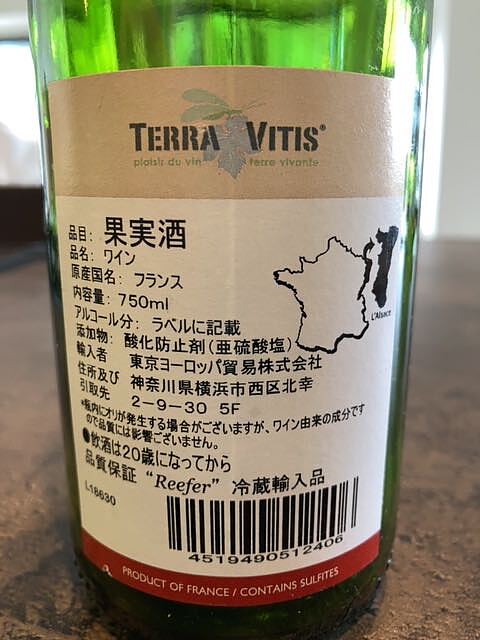 TERRA VITIS®
plaisir du vin terre vivante
品目: 果実酒
品名: ワイン
原産国名: フランス
内容量: 750ml
アルコール分: ラベルに記載
添加物: 酸化防止剤(亜硫酸塩)
輸入者 東京ヨーロッパ貿易株式会社
住所及び 神奈川県横浜市西区北幸
引取先 2-9-30 5F
L'Alsace
*瓶内にオリが発生する場合がございますが、ワイン由来の成分です
ので品質には影響ございません。
●飲酒は20歳になってから
品質保証 “Reefer” 冷蔵輸入品
L18630
4519490512406
PRODUCT OF FRANCE / CONTAINS SULFITES